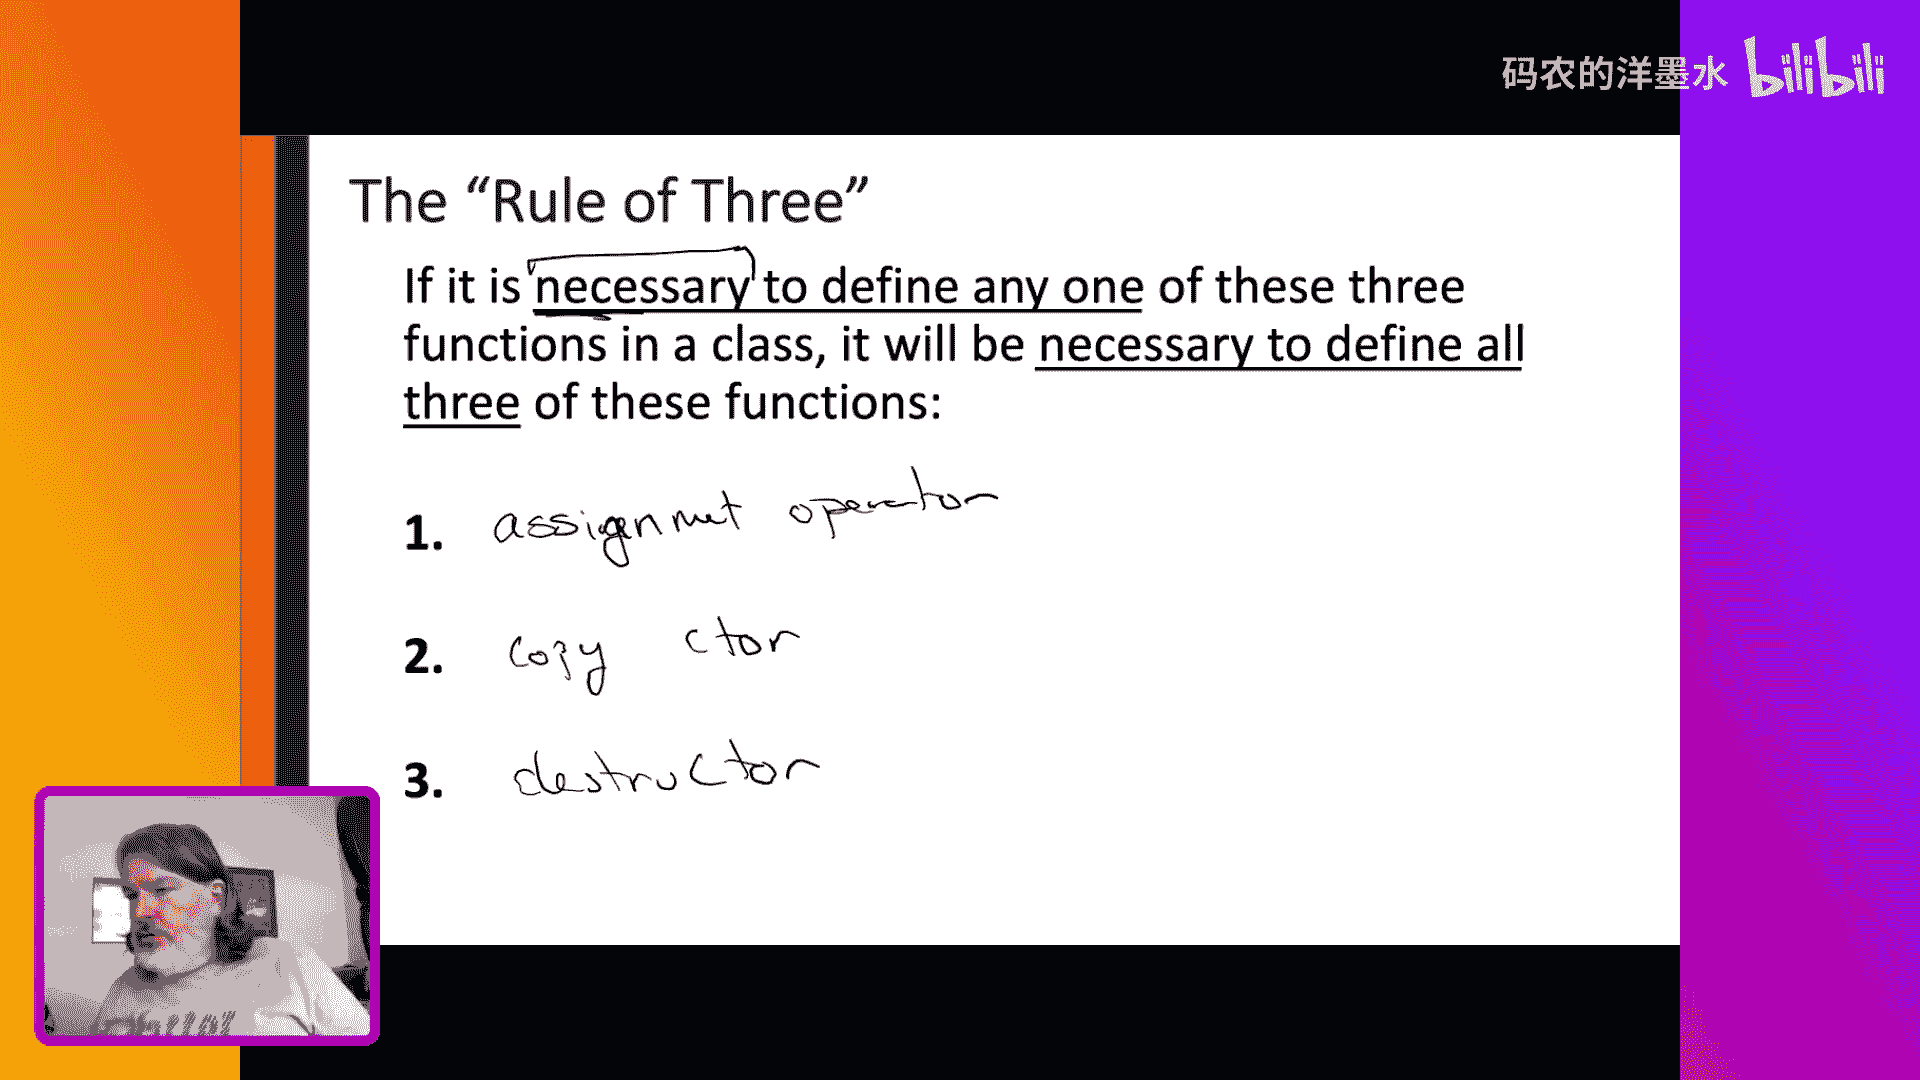 码农的洋墨水 bilibili
The “Rule of Three”
If it is necessary to define any one of these three
functions in a class, it will be necessary to define all
three of these functions:
1. assignmet operator
2. copy ctor
3. destructor